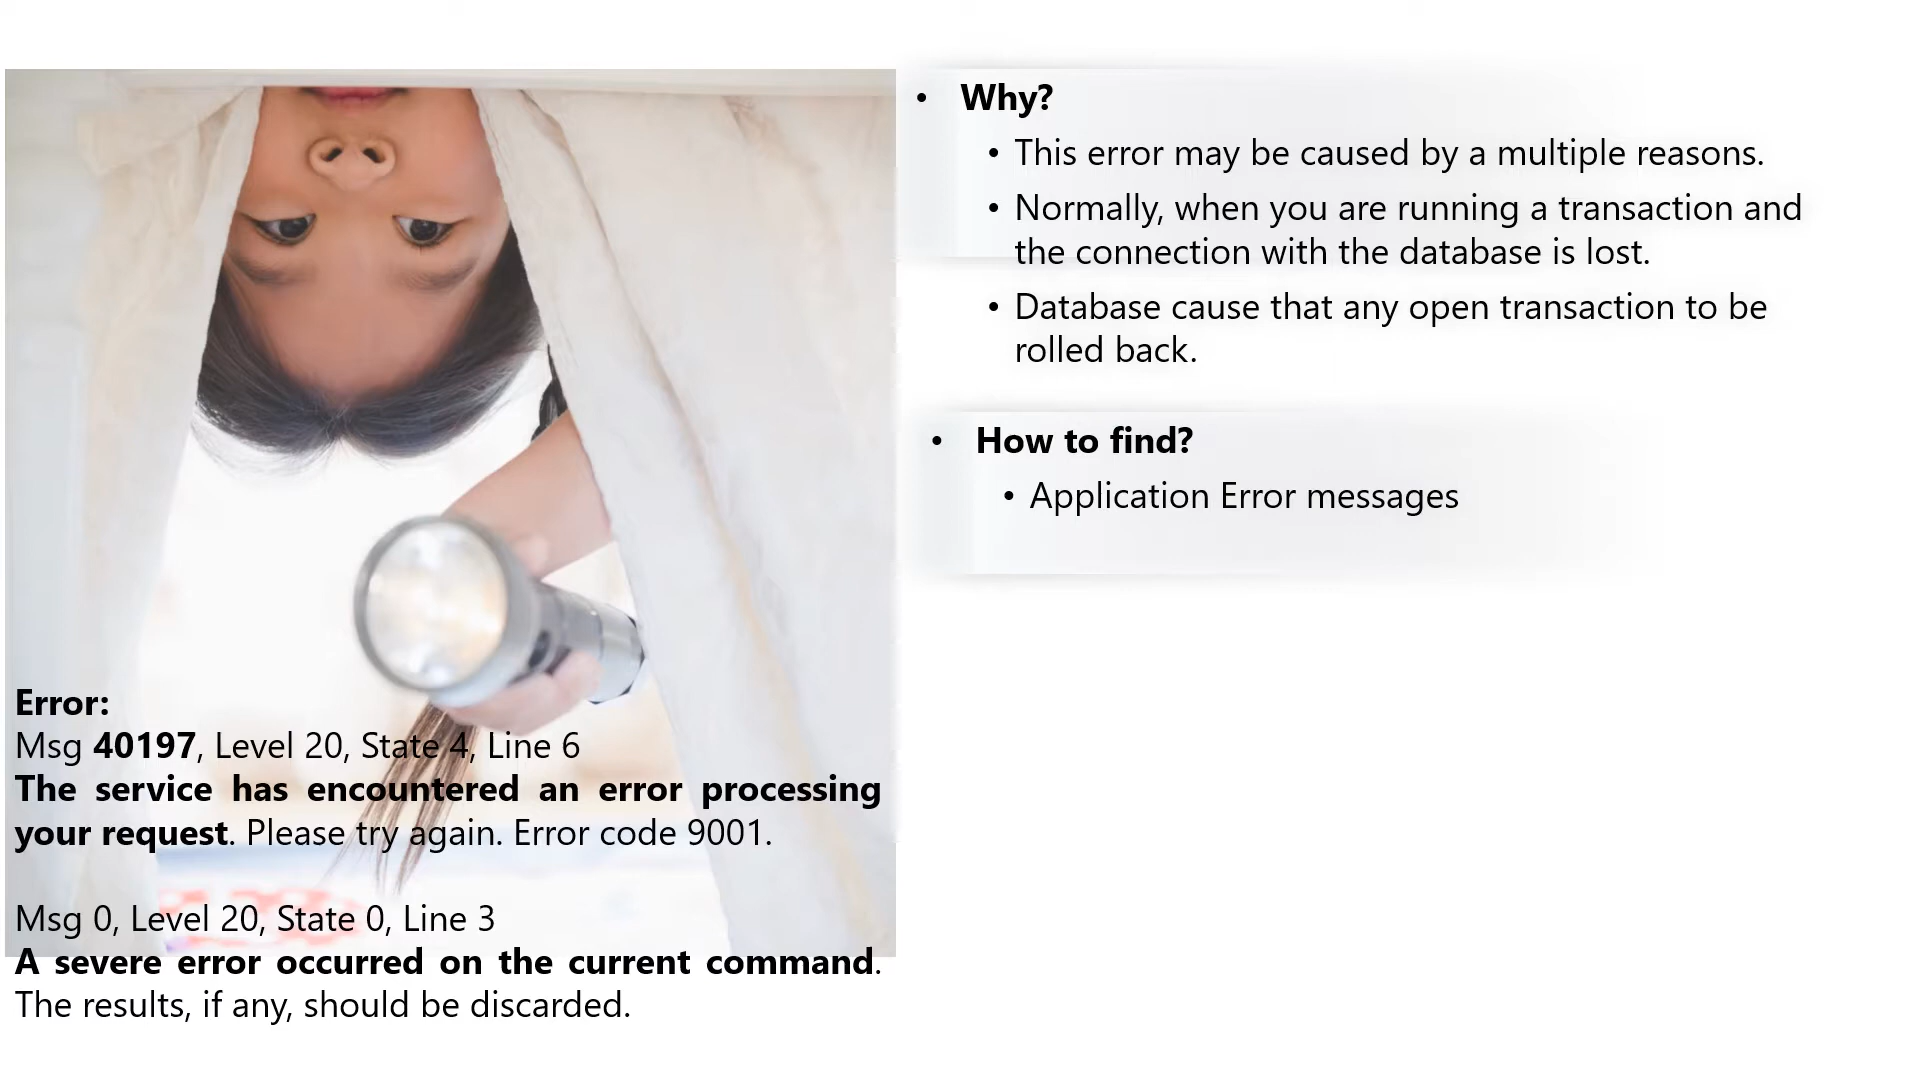 • Why?
• This error may be caused by a multiple reasons.
• Normally, when you are running a transaction and
the connection with the database is lost.
• Database cause that any open transaction to be
rolled back.
• How to find?
• Application Error messages
Error:
Msg 40197, Level 20, State 4, Line 6
The service has encountered an error processing
your request. Please try again. Error code 9001.
Msg 0, Level 20, State 0, Line 3
A severe error occurred on the current command.
The results, if any, should be discarded.